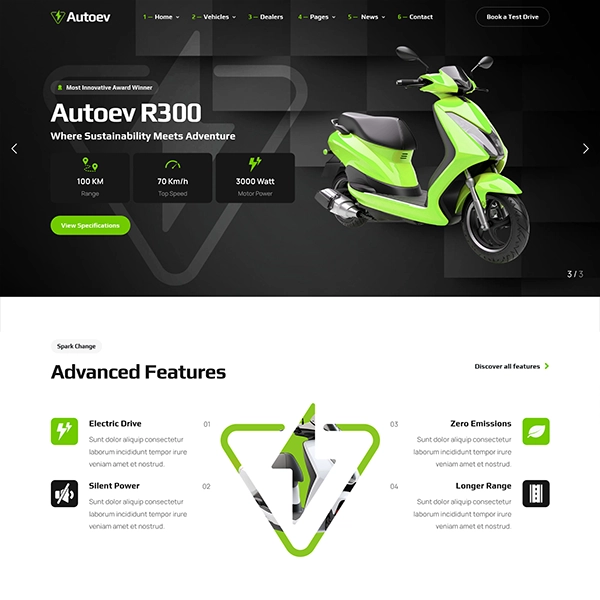 Autoev
1 — Home
2 — Vehicles
3 — Dealers
4 — Pages
5 — News
6 — Contact
Book a Test Drive
Most Innovative Award Winner
Autoev R300
Where Sustainability Meets Adventure
100 KM
Range
70 Km/h
Top Speed
3000 Watt
Motor Power
View Specifications
3 / 3
Spark Change
Advanced Features
Discover all features
Electric Drive
01
Sunt dolor aliquip consectetur
laborum incididunt tempor irure
veniam amet et nostrud.
Silent Power
02
Sunt dolor aliquip consectetur
laborum incididunt tempor irure
veniam amet et nostrud.
03
Zero Emissions
Sunt dolor aliquip consectetur
laborum incididunt tempor irure
veniam amet et nostrud.
04
Longer Range
Sunt dolor aliquip consectetur
laborum incididunt tempor irure
veniam amet et nostrud.